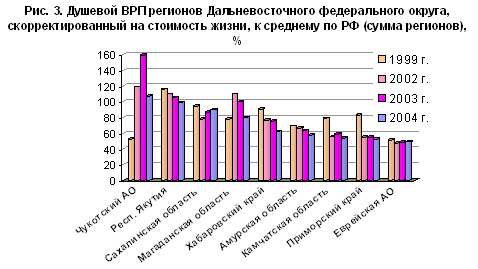 Рис. 3. Душевой ВРП регионов Дальневосточного федерального округа,
скорректированный на стоимость жизни, к среднему по РФ (сумма регионов),
%
160
140
120
100
80
60
40
20
0
1999 г.
2002 г.
2003 г.
2004 г.
Чукотский АО
Респ. Якутия
Сахалинская область
Магаданская область
Хабаровский край
Амурская область
Камчатская область
Приморский край
Еврейская АО